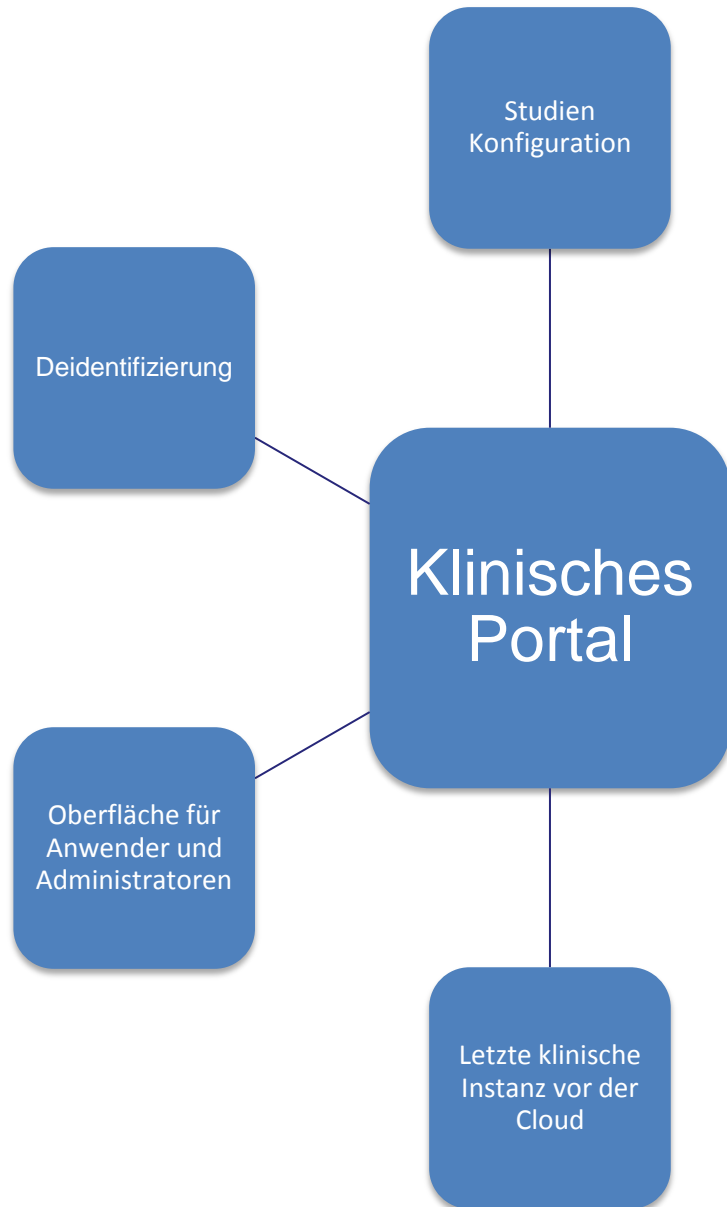 Studien
Konfiguration
Deidentifizierung
Klinisches
Portal
Oberfläche für
Anwender und
Administratoren
Letzte klinische
Instanz vor der
Cloud